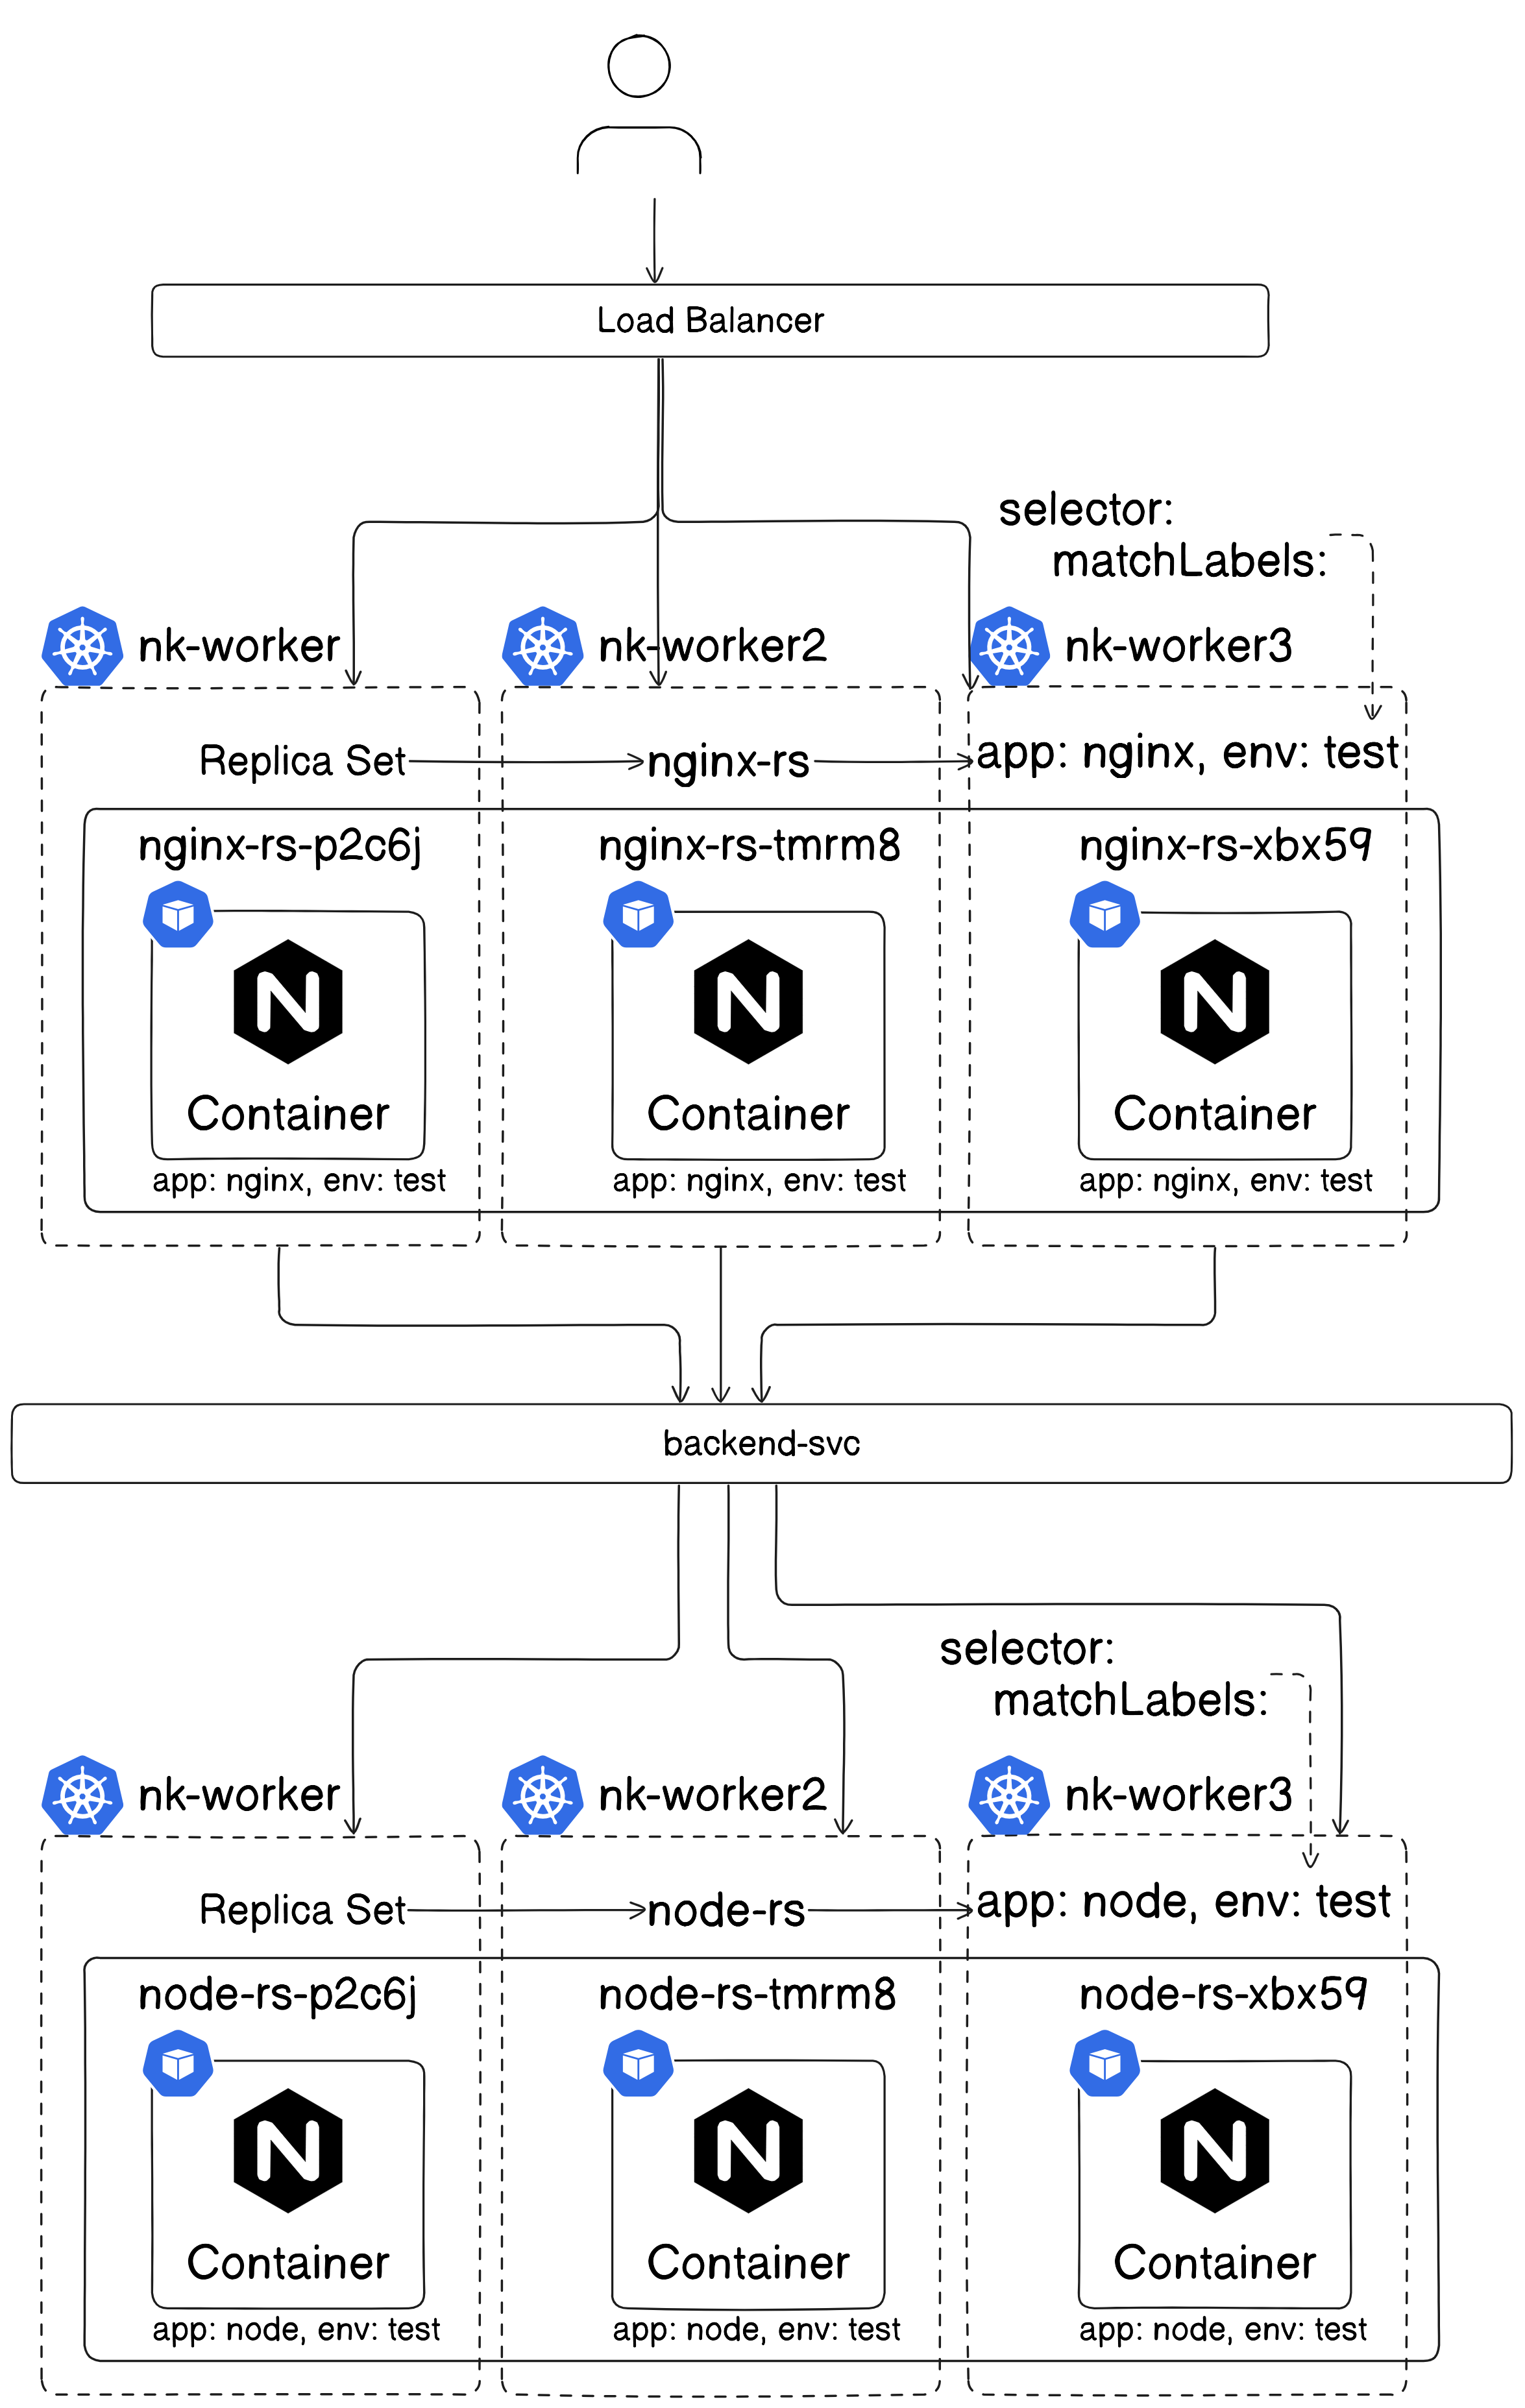 Load Balancer
selector:
matchLabels:
nk-worker
nk-worker2
nk-worker3
Replica Set
nginx-rs
app: nginx, env: test
nginx-rs-p2c6j
nginx-rs-tmrm8
nginx-rs-xbx59
N
N
N
Container
Container
Container
app: nginx, env: test
app: nginx, env: test
app: nginx, env: test
backend-svc
selector:
matchLabels:
nk-worker
nk-worker2
nk-worker3
Replica Set
node-rs
app: node, env: test
node-rs-p2c6j
node-rs-tmrm8
node-rs-xbx59
N
N
N
Container
Container
Container
app: node, env: test
app: node, env: test
app: node, env: test